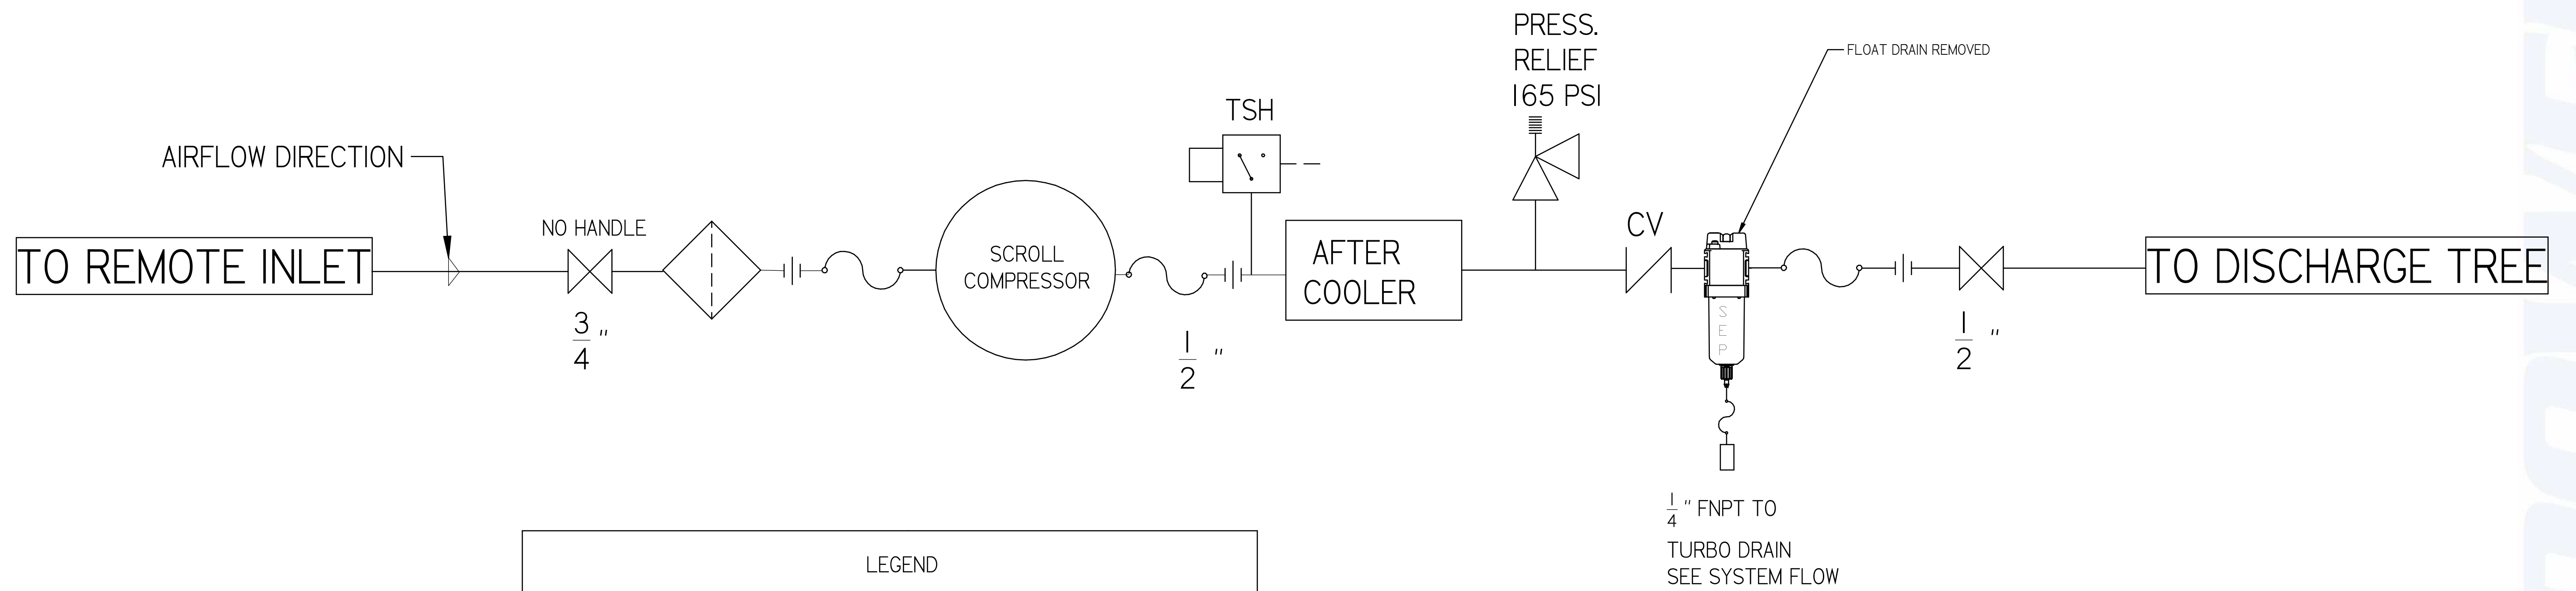 PRESS.
RELIEF
165 PSI
FLOAT DRAIN REMOVED
TSH
AIRFLOW DIRECTION
NO HANDLE
CV
TO REMOTE INLET
SCROLL
COMPRESSOR
AFTER
COOLER
TO DISCHARGE TREE
S
E
P
3/4"
1/2"
1/2"
1/4" FNPT TO
TURBO DRAIN
SEE SYSTEM FLOW
LEGEND